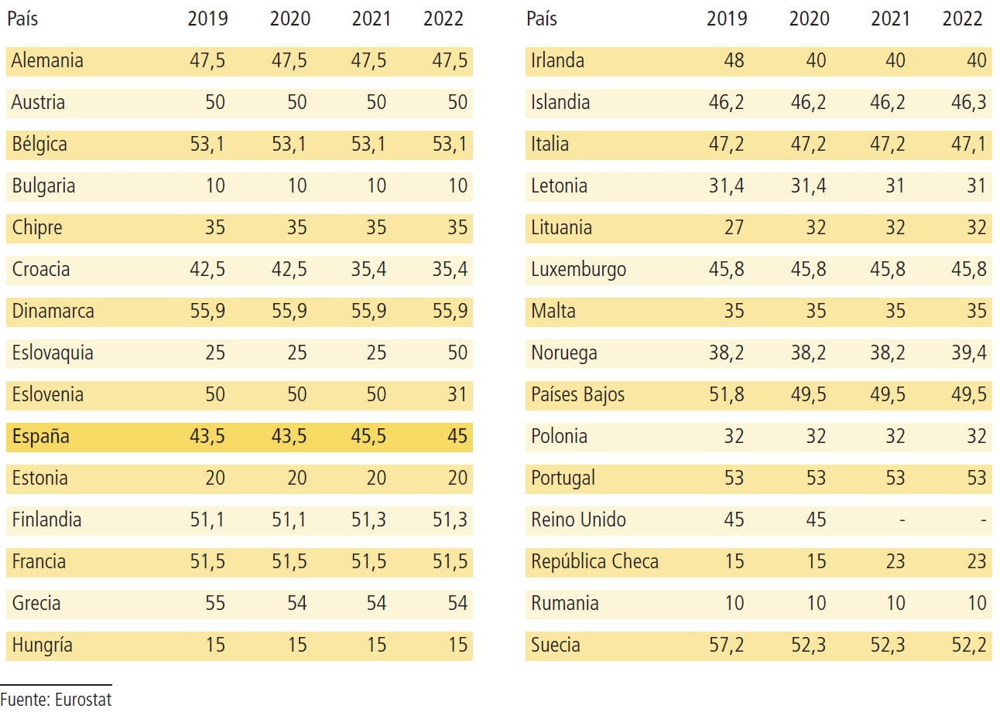 País 2019 2020 2021 2022
Alemania 47,5 47,5 47,5 47,5
Austria 50 50 50 50
Bélgica 53,1 53,1 53,1 53,1
Bulgaria 10 10 10 10
Chipre 35 35 35 35
Croacia 42,5 42,5 35,4 35,4
Dinamarca 55,9 55,9 55,9 55,9
Eslovaquia 25 25 25 50
Eslovenia 50 50 50 31
España 43,5 43,5 45,5 45
Estonia 20 20 20 20
Finlandia 51,1 51,1 51,3 51,3
Francia 51,5 51,5 51,5 51,5
Grecia 55 54 54 54
Hungría 15 15 15 15
País 2019 2020 2021 2022
Irlanda 48 40 40 40
Islandia 46,2 46,2 46,2 46,3
Italia 47,2 47,2 47,2 47,1
Letonia 31,4 31,4 31 31
Lituania 27 32 32 32
Luxemburgo 45,8 45,8 45,8 45,8
Malta 35 35 35 35
Noruega 38,2 38,2 38,2 39,4
Países Bajos 51,8 49,5 49,5 49,5
Polonia 32 32 32 32
Portugal 53 53 53 53
Reino Unido 45 45 - -
República Checa 15 15 23 23
Rumania 10 10 10 10
Suecia 57,2 52,3 52,3 52,2
Fuente: Eurostat